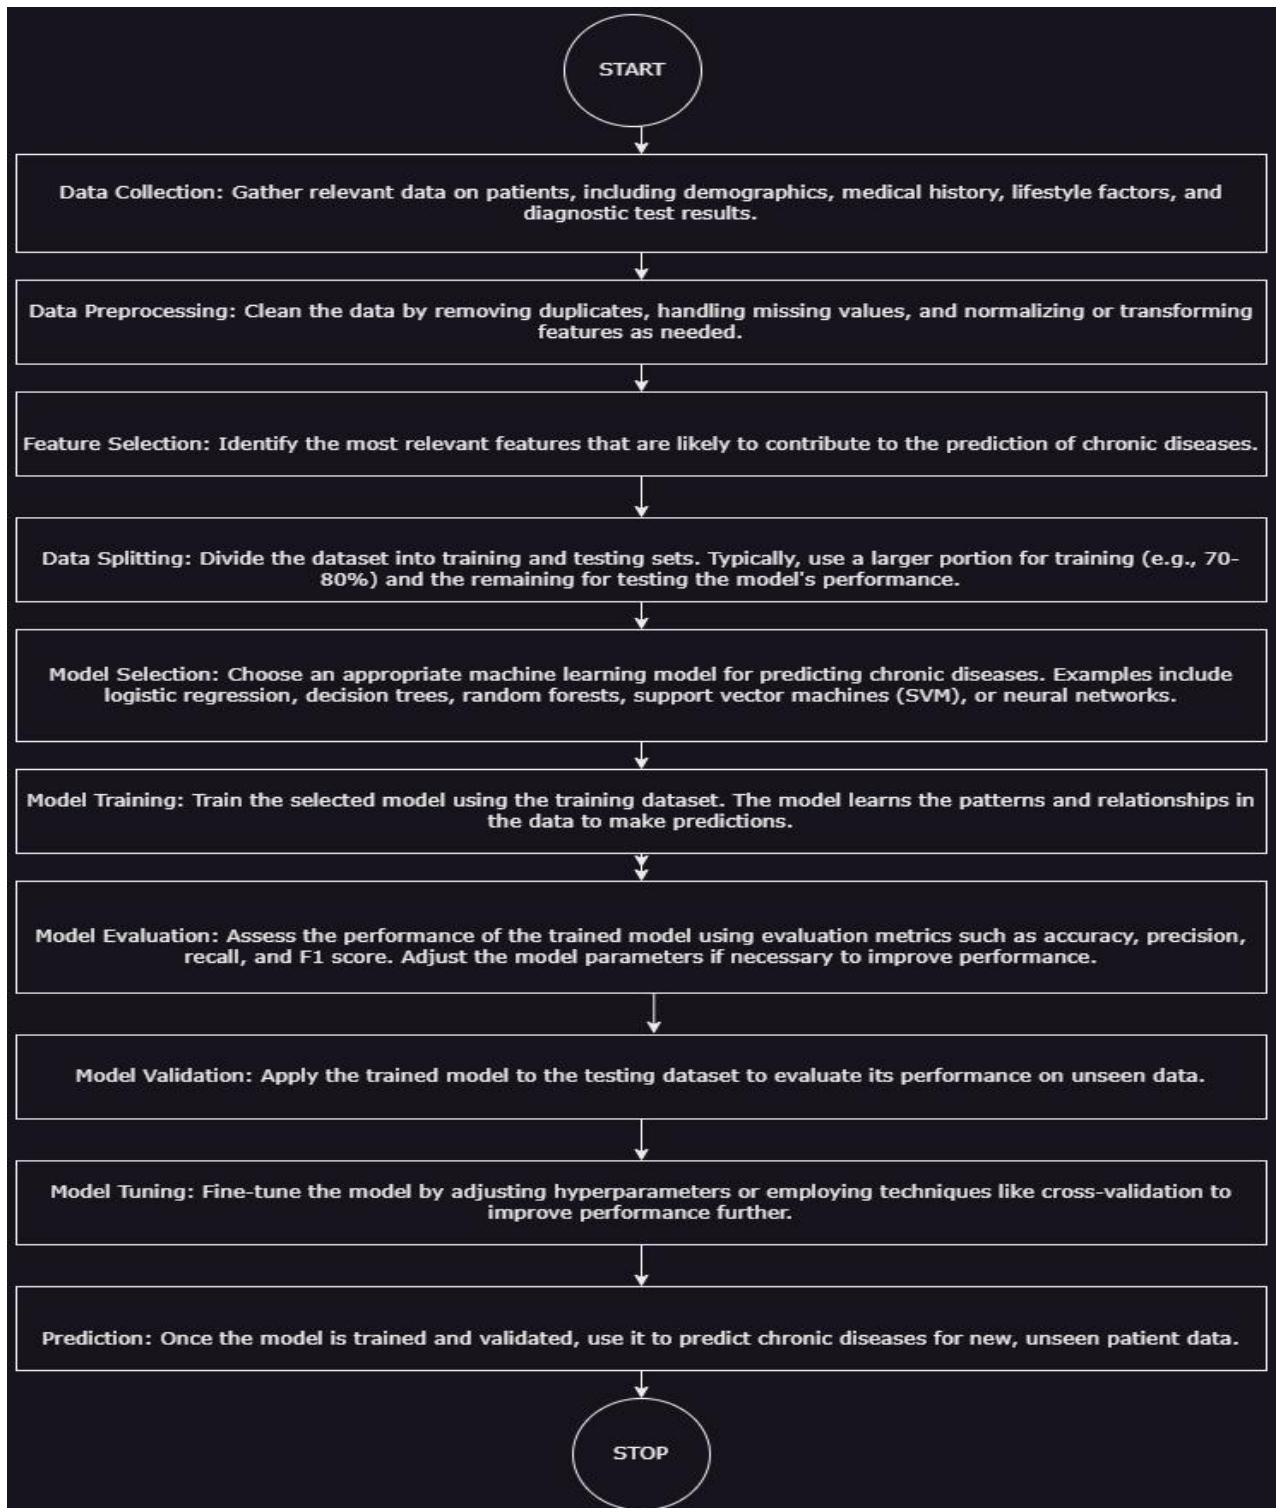 START
Data Collection: Gather relevant data on patients, including demographics, medical history, lifestyle factors, and
diagnostic test results.
Data Preprocessing: Clean the data by removing duplicates, handling missing values, and normalizing or transforming
features as needed.
Feature Selection: Identify the most relevant features that are likely to contribute to the prediction of chronic diseases.
Data Splitting: Divide the dataset into training and testing sets. Typically, use a larger portion for training (e.g., 70-
80%) and the remaining for testing the model's performance.
Model Selection: Choose an appropriate machine learning model for predicting chronic diseases. Examples include
logistic regression, decision trees, random forests, support vector machines (SVM), or neural networks.
Model Training: Train the selected model using the training dataset. The model learns the patterns and relationships in
the data to make predictions.
Model Evaluation: Assess the performance of the trained model using evaluation metrics such as accuracy, precision,
recall, and F1 score. Adjust the model parameters if necessary to improve performance.
Model Validation: Apply the trained model to the testing dataset to evaluate its performance on unseen data.
Model Tuning: Fine-tune the model by adjusting hyperparameters or employing techniques like cross-validation to
improve performance further.
Prediction: Once the model is trained and validated, use it to predict chronic diseases for new, unseen patient data.
STOP